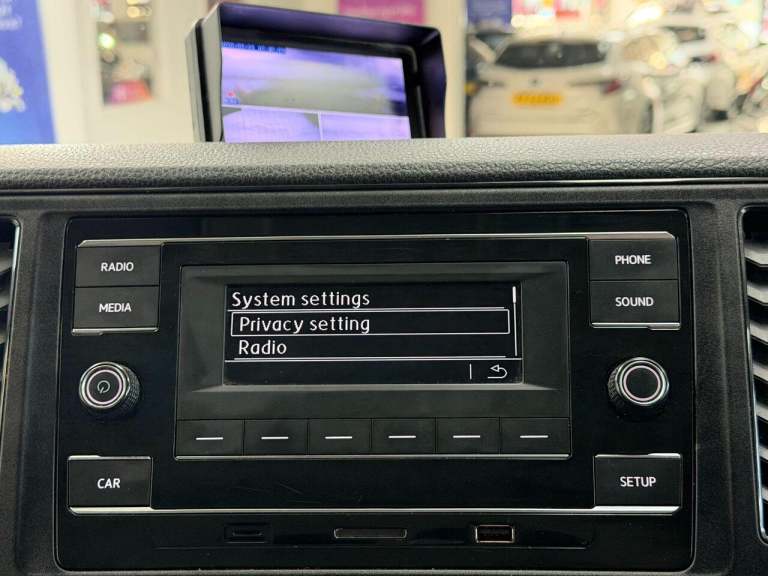 RADIO
PHONE
MEDIA
SOUND
System settings
Privacy setting
Radio
CAR
SETUP